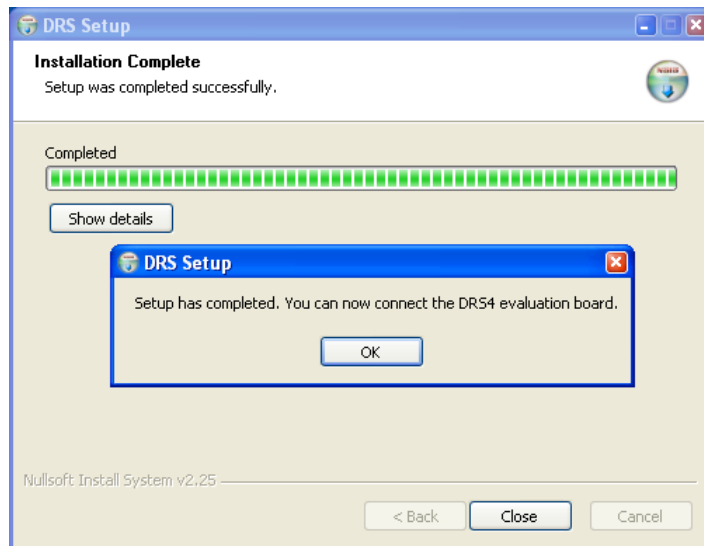 DRS Setup
Installation Complete
Setup was completed successfully.
Completed
Show details
DRS Setup
Setup has completed. You can now connect the DRS4 evaluation board.
OK
Nullsoft Install System v2.25
< Back
Close
Cancel